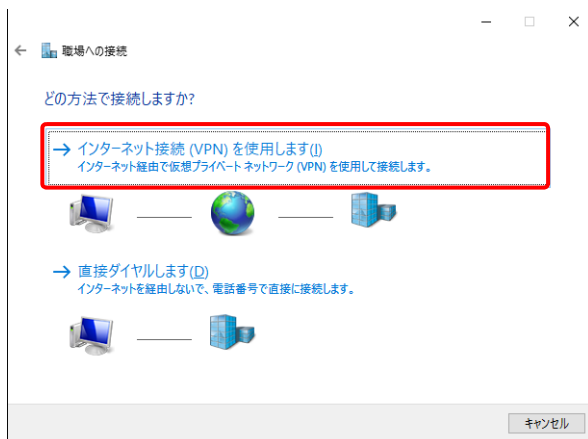 職場への接続
どの方法で接続しますか?
インターネット接続 (VPN) を使用します(I)
インターネット経由で仮想プライベート ネットワーク (VPN) を使用して接続します。
直接ダイヤルします(D)
インターネットを経由しないで、電話番号で直接に接続します。
キャンセル